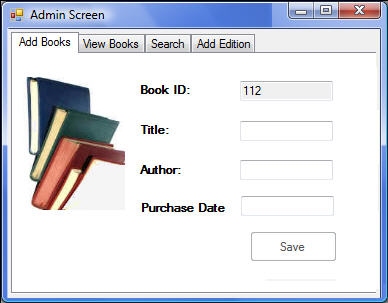 Admin Screen
Add Books View Books Search Add Edition
Book ID: 112
Title:
Author:
Purchase Date
Save